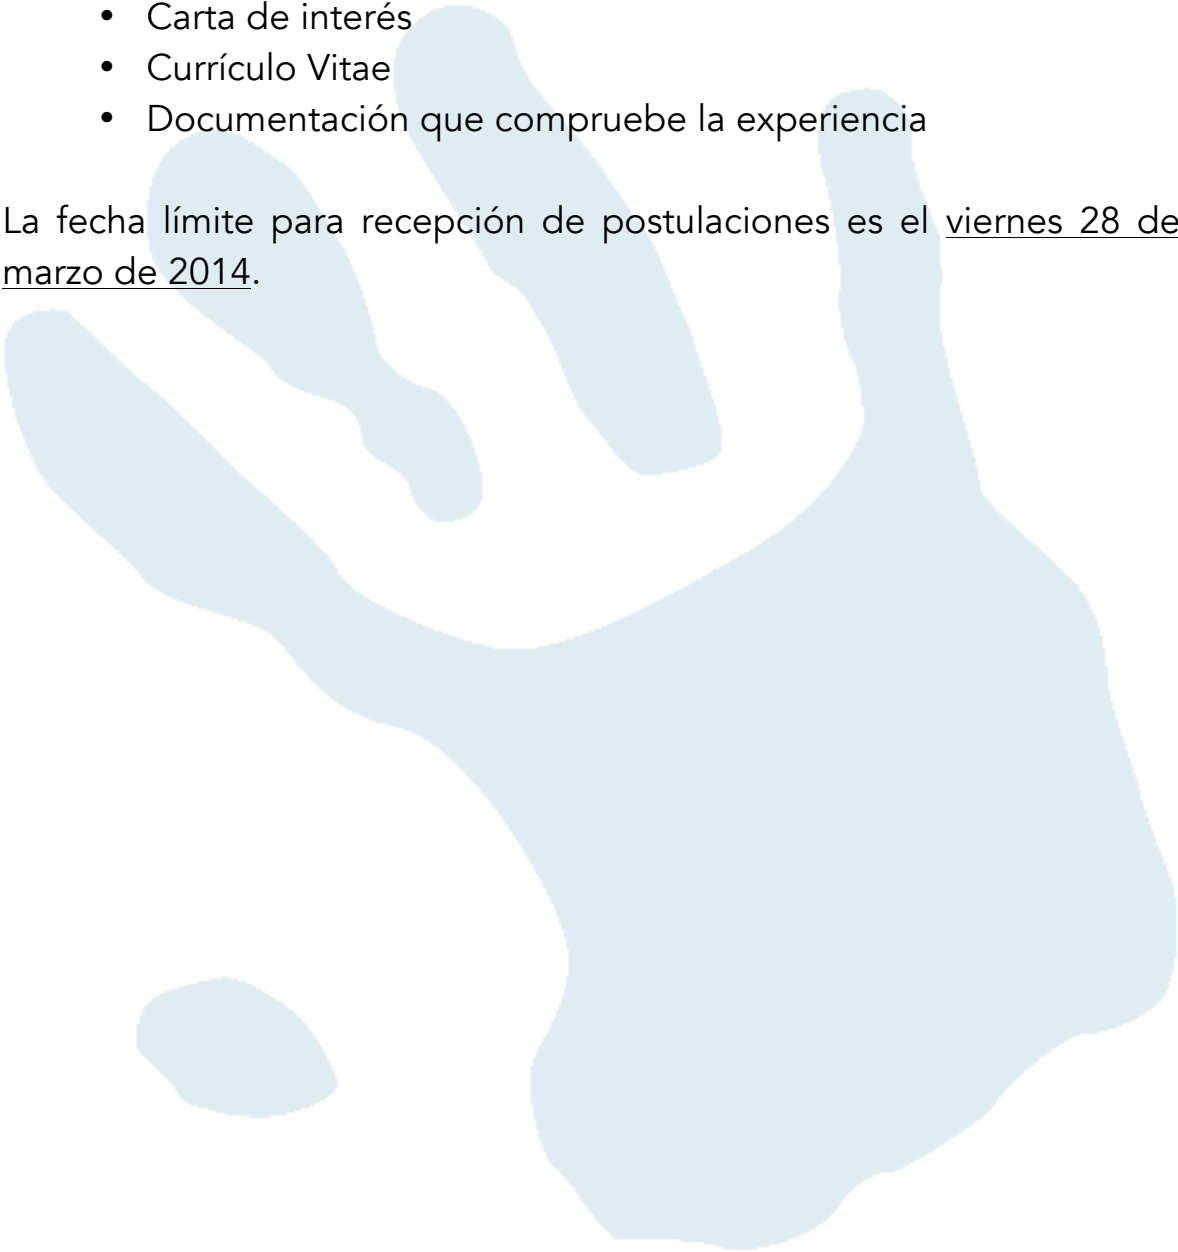 • Carta de interés
• Currículo Vitae
• Documentación que compruebe la experiencia
La fecha límite para recepción de postulaciones es el viernes 28 de
marzo de 2014.